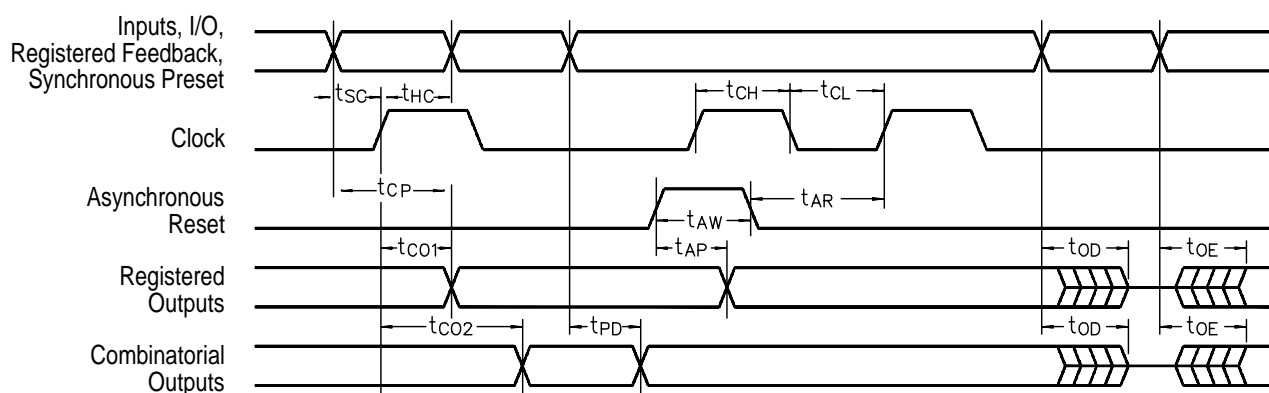 Inputs, I/O,
Registered Feedback,
Synchronous Preset
tSC
tHC
tCH
tCL
Clock
tCP
Asynchronous
Reset
tAR
tAW
tCO1
tAP
tOD
tOE
Registered
Outputs
tCO2
tPD
tOD
tOE
Combinatorial
Outputs